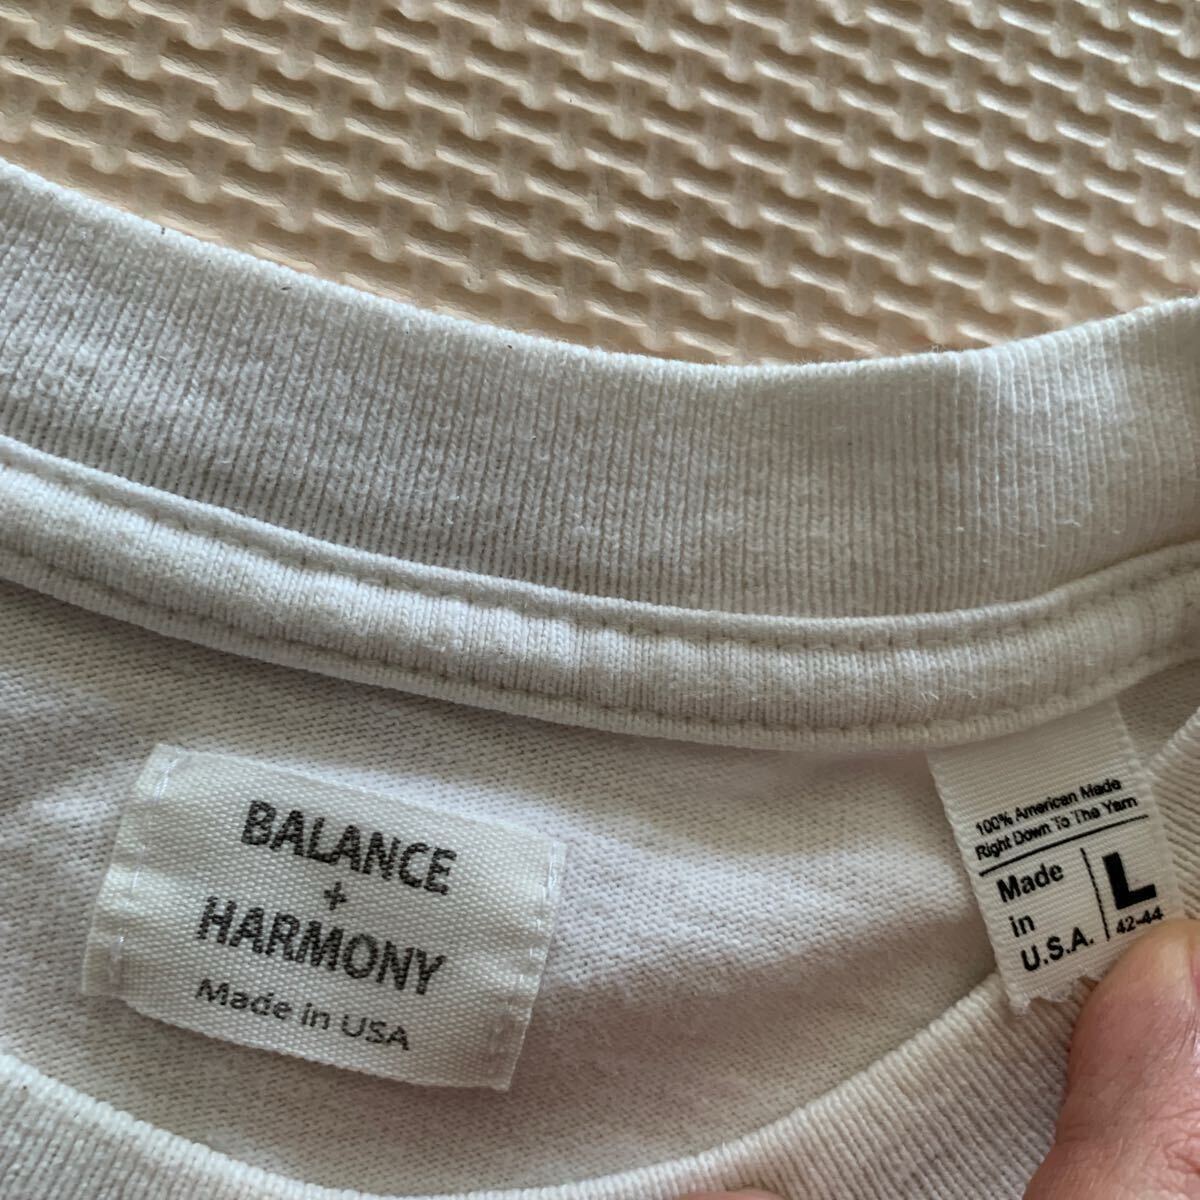 BALANCE
+
HARMONY
Made in USA
100% American Made
Right Down To The Yarn
Made
in
U.S.A.
L
42-44